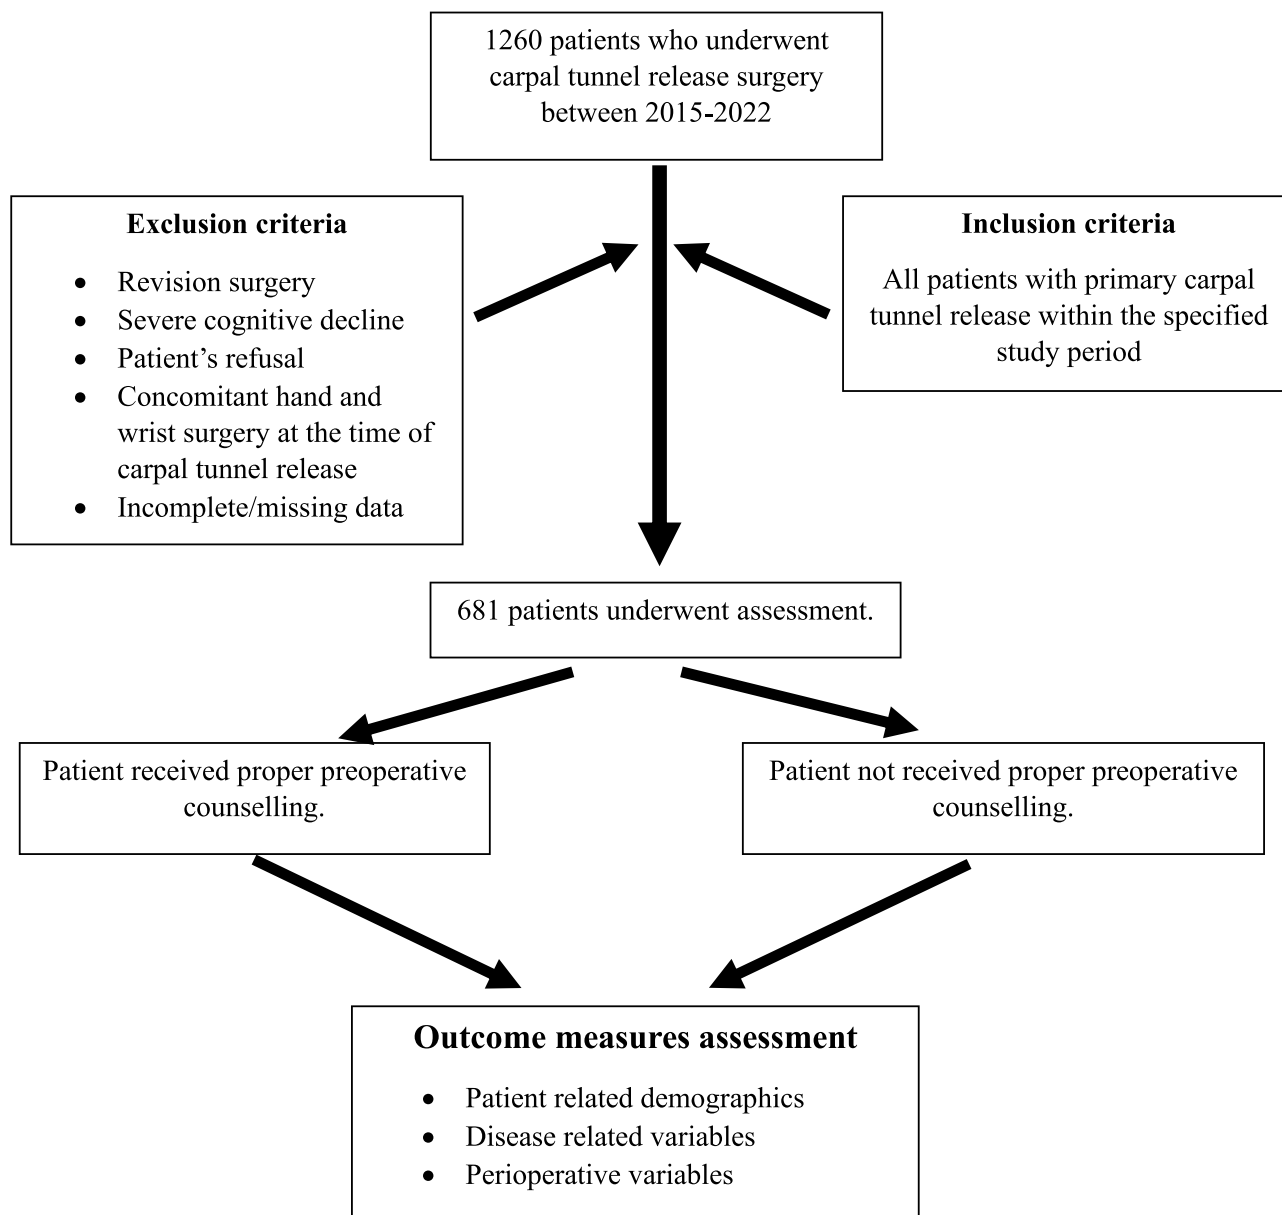 1260 patients who underwent
carpal tunnel release surgery
between 2015-2022
Exclusion criteria
• Revision surgery
• Severe cognitive decline
• Patient’s refusal
• Concomitant hand and
wrist surgery at the time of
carpal tunnel release
• Incomplete/missing data
Inclusion criteria
All patients with primary carpal
tunnel release within the specified
study period
681 patients underwent assessment.
Patient received proper preoperative
counselling.
Patient not received proper preoperative
counselling.
Outcome measures assessment
• Patient related demographics
• Disease related variables
• Perioperative variables